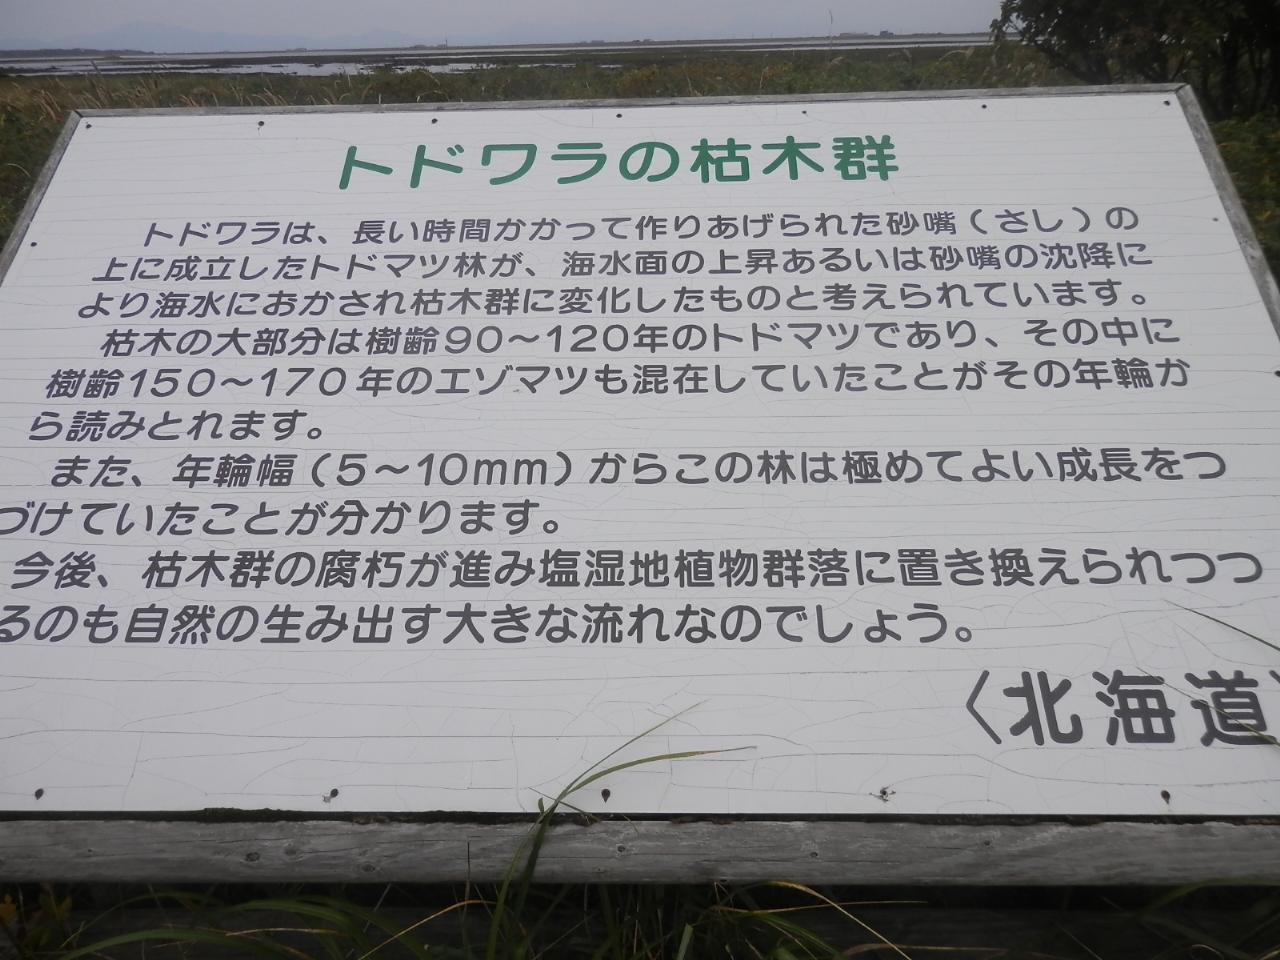 トドワラの枯木群
トドワラは、長い時間かかって作りあげられた砂嘴(さし)の
上に成立したトドマツ林が、海水面の上昇あるいは砂嘴の沈降に
より海水におかされ枯木群に変化したものと考えられています。
枯木の大部分は樹齢90〜120年のトドマツであり、その中に
樹齢150〜170年のエゾマツも混在していたことがその年輪か
ら読みとれます。
また、年輪幅(5〜10mm)からこの林は極めてよい成長をつ
づけていたことが分かります。
今後、枯木群の腐朽が進み塩湿地植物群落に置き換えられつつ
るのも自然の生み出す大きな流れなのでしょう。
〈北海道〉